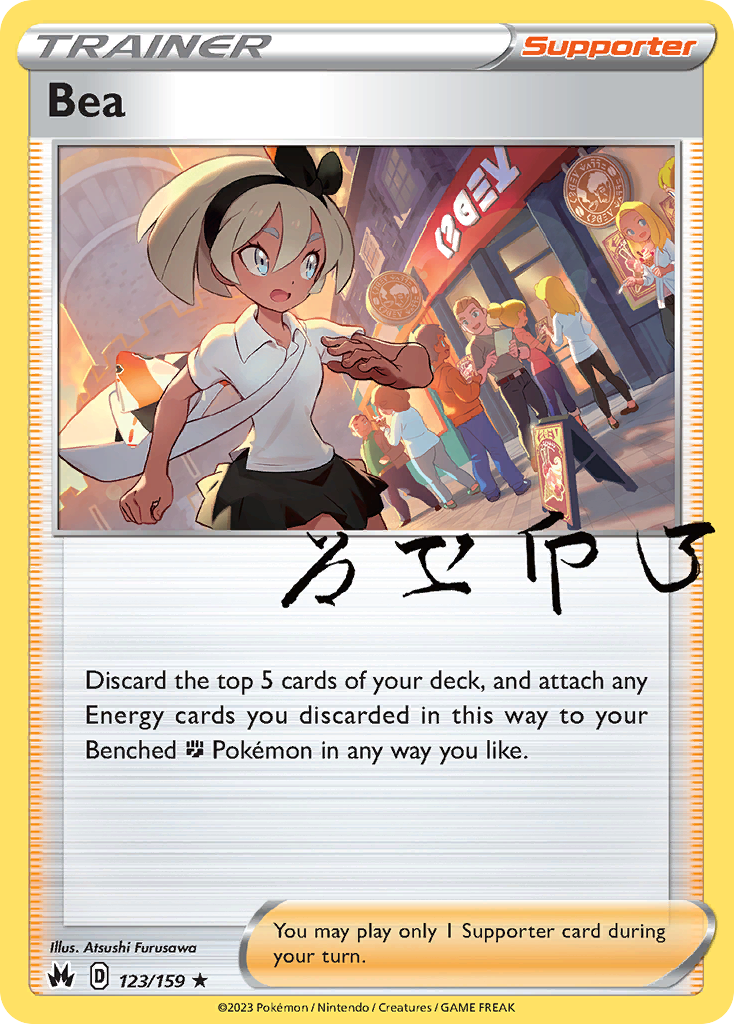 TRAINER
Supporter
Bea
Discard the top 5 cards of your deck, and attach any
Energy cards you discarded in this way to your
Benched Pokémon in any way you like.
You may play only 1 Supporter card during
your turn.
Illus. Atsushi Furusawa
D 123/159 ★
©2023 Pokémon / Nintendo / Creatures / GAME FREAK